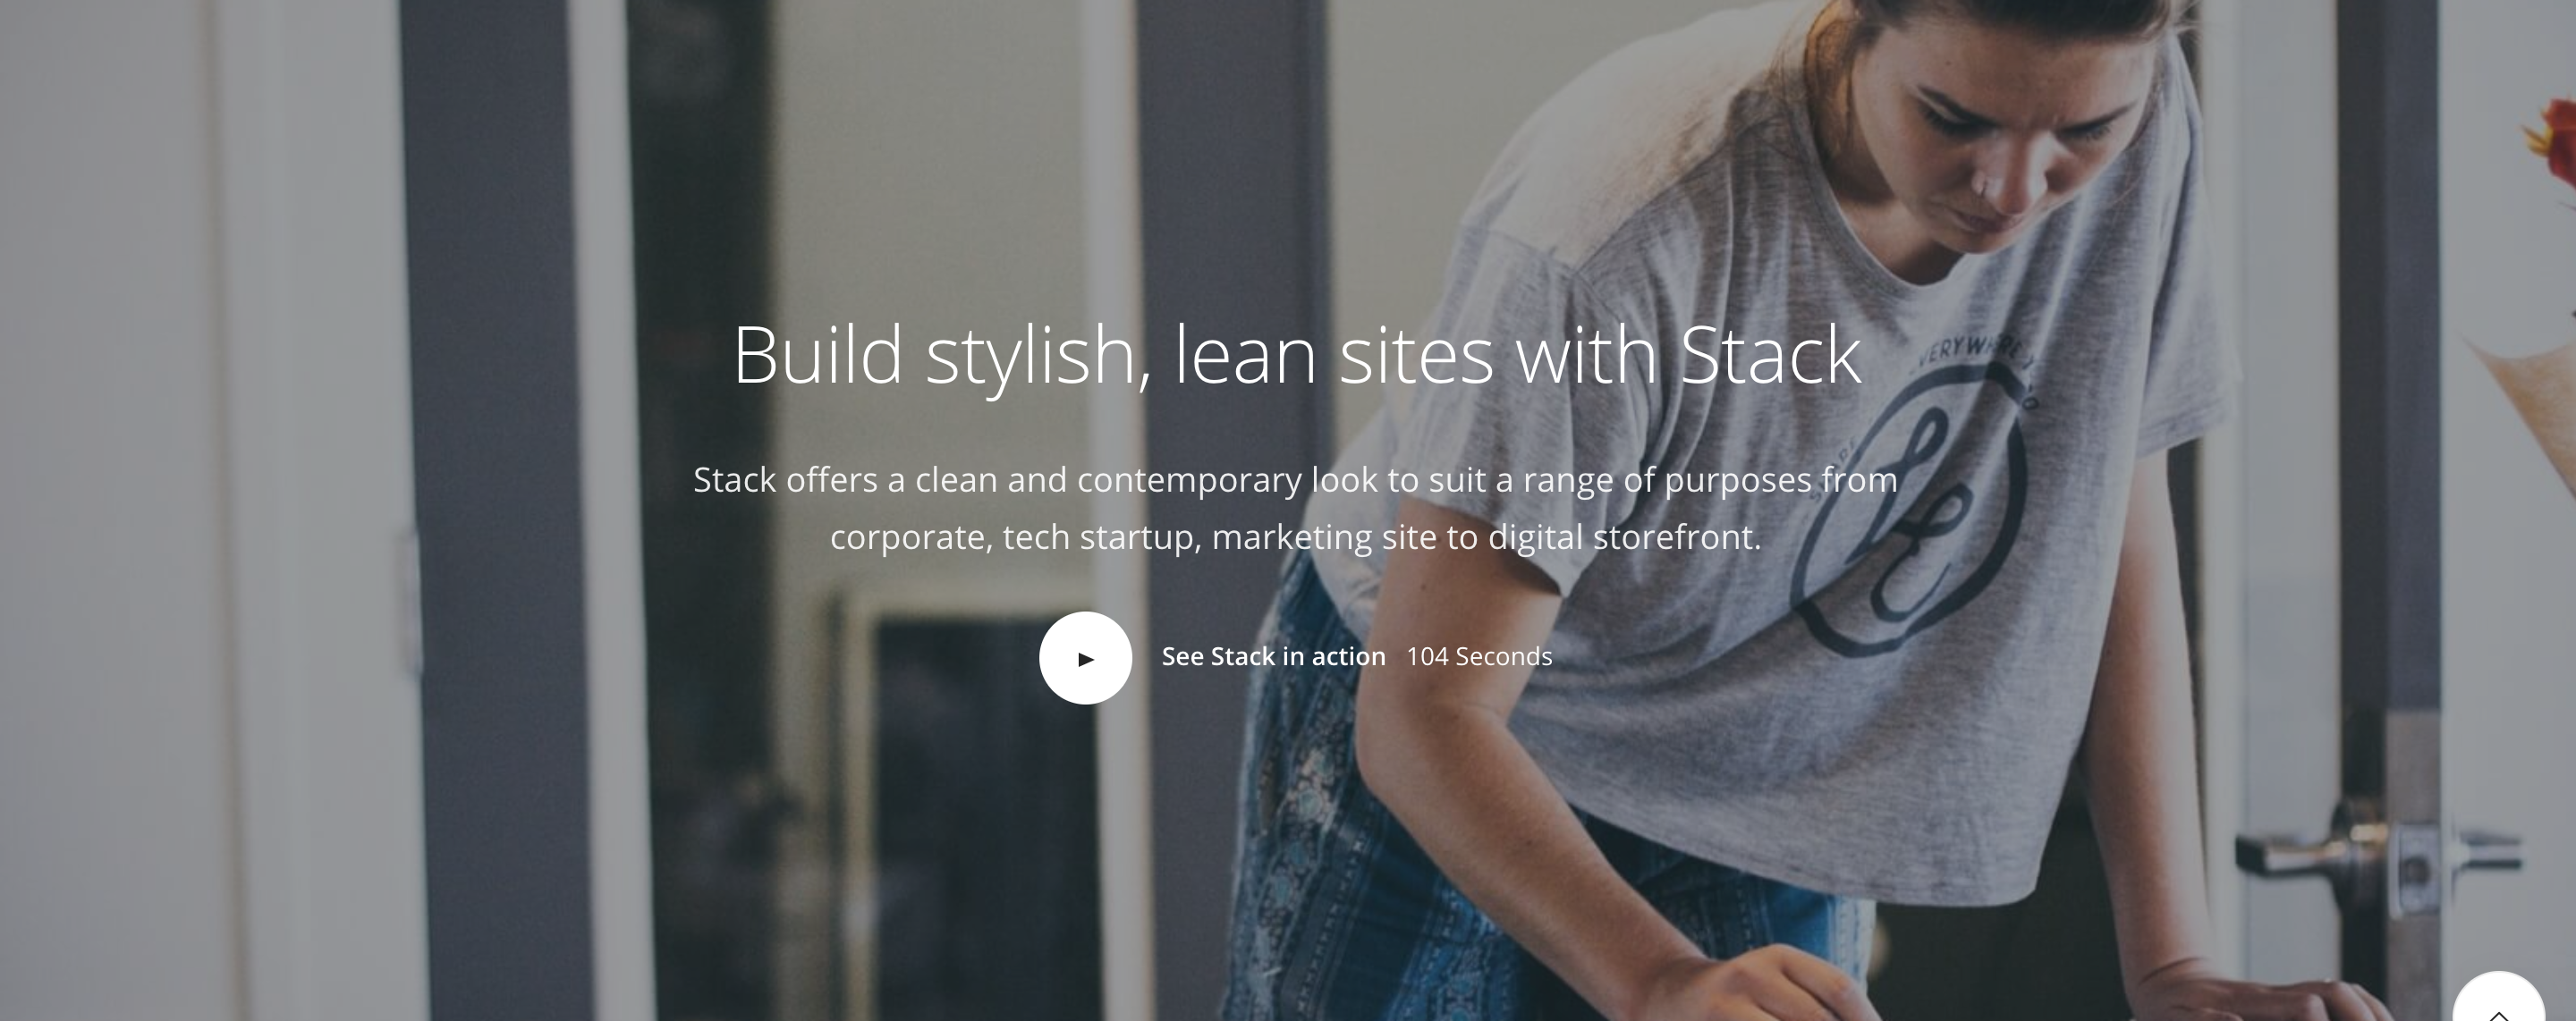 Build stylish, lean sites with Stack
Stack offers a clean and contemporary look to suit a range of purposes from
corporate, tech startup, marketing site to digital storefront.
See Stack in action 104 Seconds